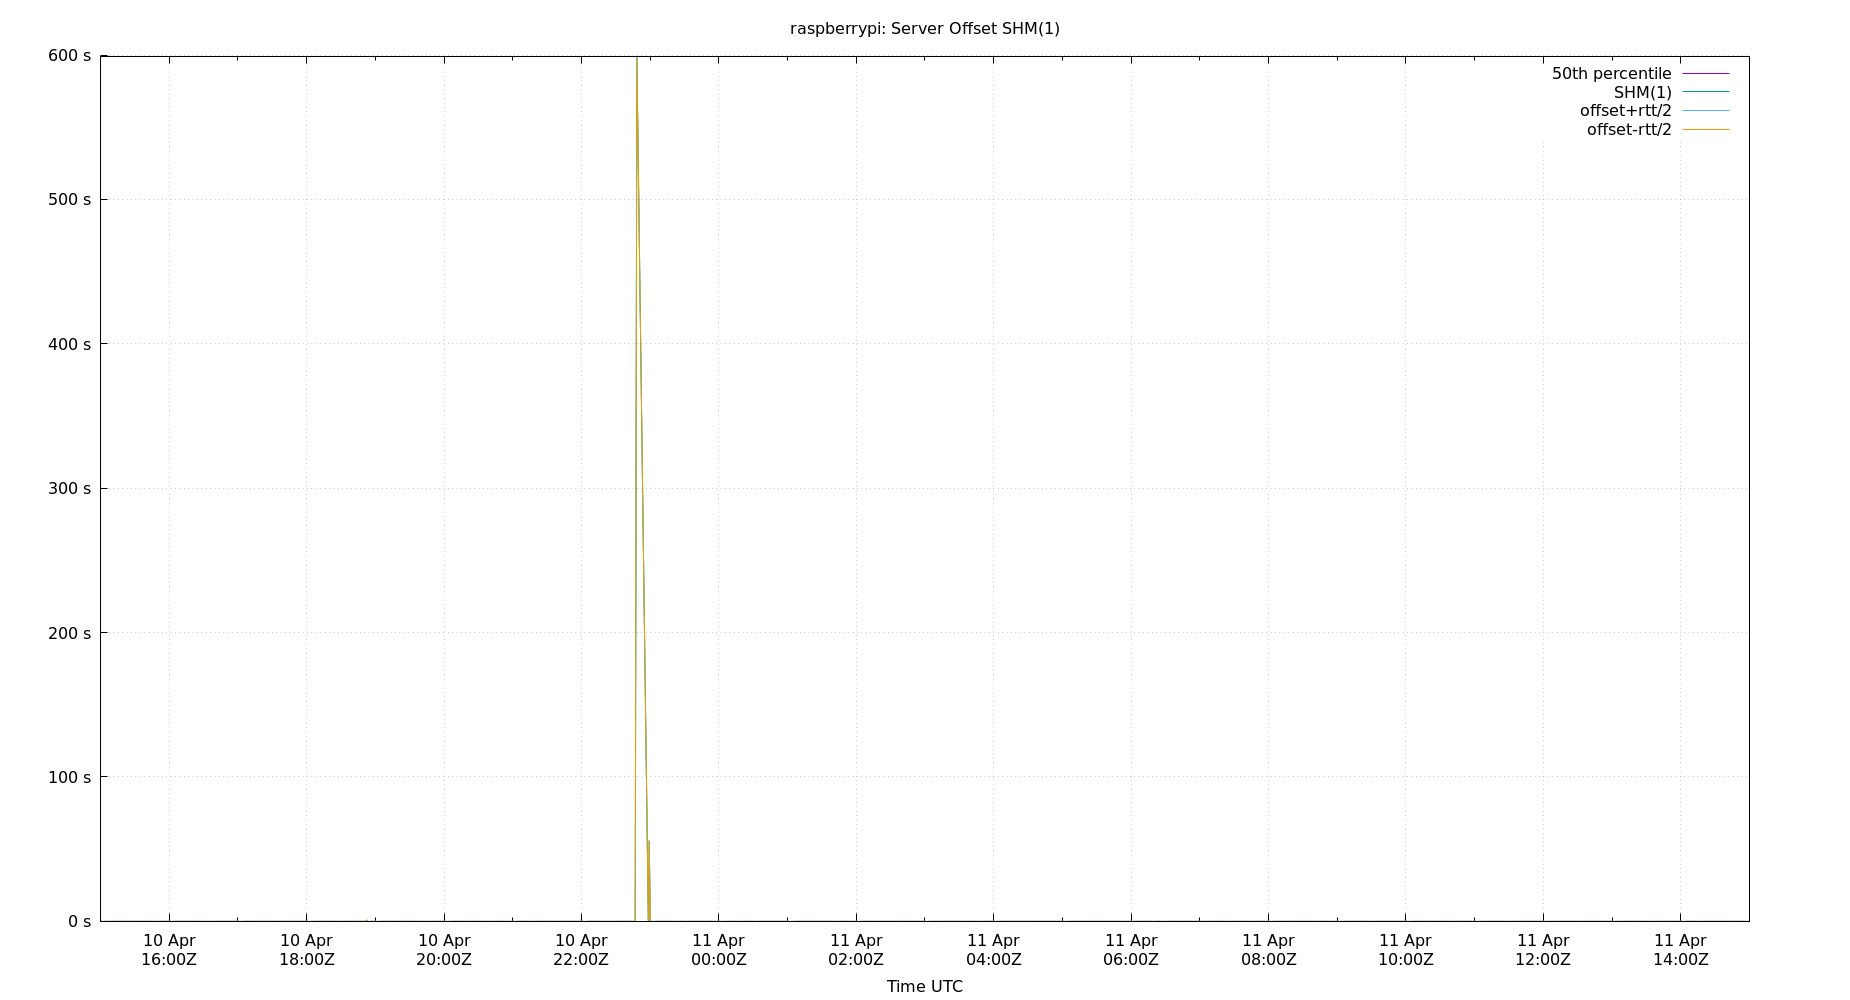 raspberrypi: Server Offset SHM(1)
600 s
500 s
400 s
300 s
200 s
100 s
0 s
50th percentile
SHM(1)
offset+rtt/2
offset-rtt/2
10 Apr 10 Apr 10 Apr 10 Apr 11 Apr 11 Apr 11 Apr 11 Apr 11 Apr 11 Apr 11 Apr 11 Apr
16:00Z 18:00Z 20:00Z 22:00Z 00:00Z 02:00Z 04:00Z 06:00Z 08:00Z 10:00Z 12:00Z 14:00Z
Time UTC